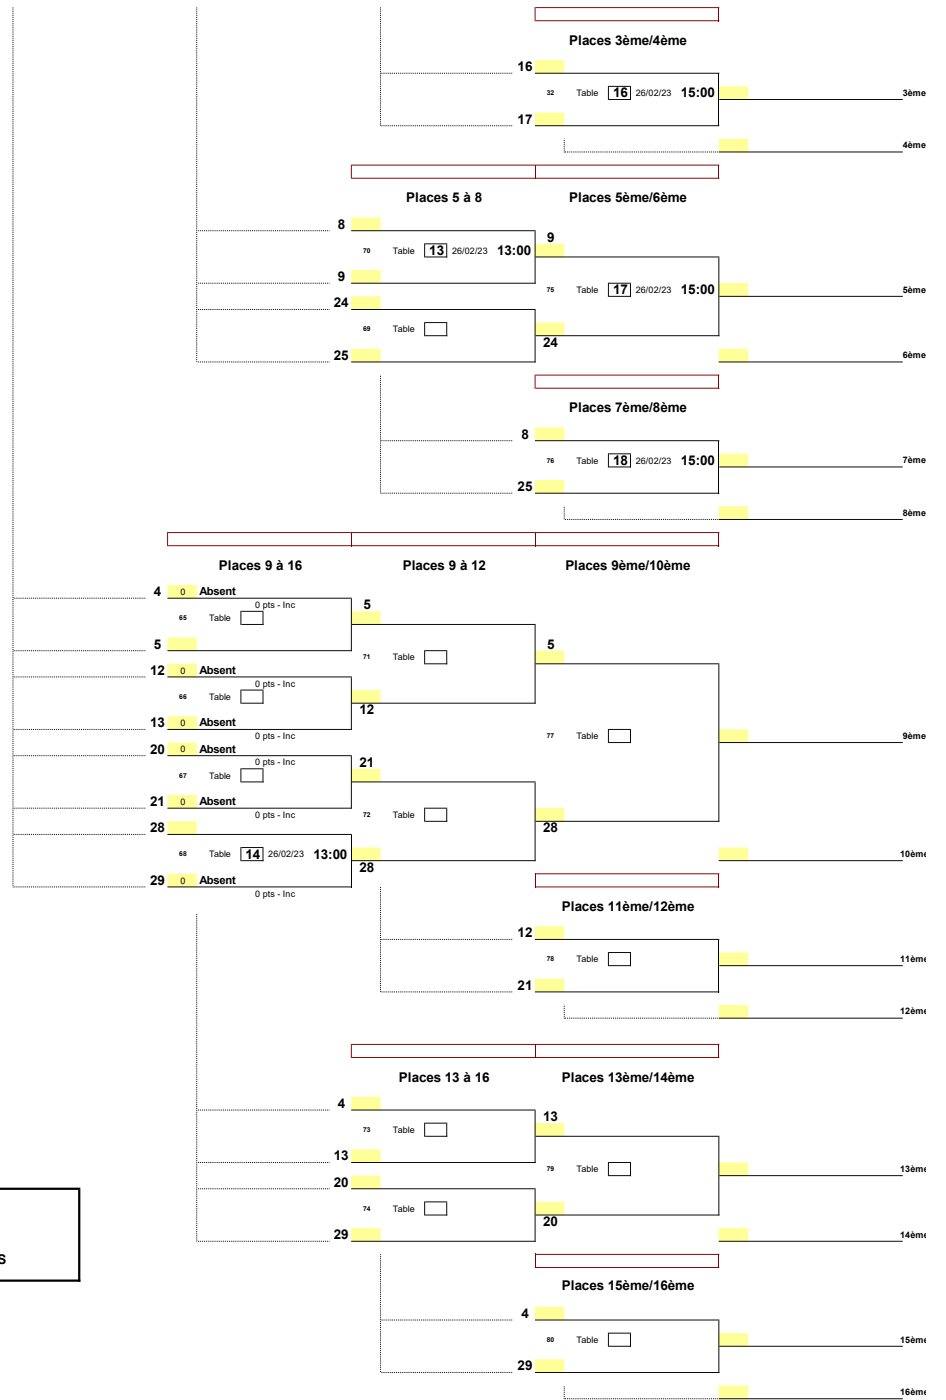 Places 3ème/4ème
16
32 Table 16 26/02/23 15:00 3ème
17
4ème
Places 5 à 8 Places 5ème/6ème
8
9
70 Table 13 26/02/23 13:00
9
75 Table 17 26/02/23 15:00 5ème
24
69 Table
24
25
6ème
Places 7ème/8ème
8
76 Table 18 26/02/23 15:00 7ème
25
8ème
Places 9 à 16 Places 9 à 12 Places 9ème/10ème
4 0 Absent
0 pts - Inc
5
65 Table
5
5
71 Table
12 0 Absent
0 pts - Inc
66 Table
12
13 0 Absent
0 pts - Inc
77 Table 9ème
20 0 Absent
0 pts - Inc
21
67 Table
21 0 Absent
0 pts - Inc
72 Table
28
28
68 Table 14 26/02/23 13:00
10ème
28
29 0 Absent
0 pts - Inc
Places 11ème/12ème
12
78 Table 11ème
21
12ème
Places 13 à 16 Places 13ème/14ème
4
13
73 Table
13
79 Table 13ème
20
74 Table
20
29
14ème
S
Places 15ème/16ème
4
80 Table 15ème
29
16ème